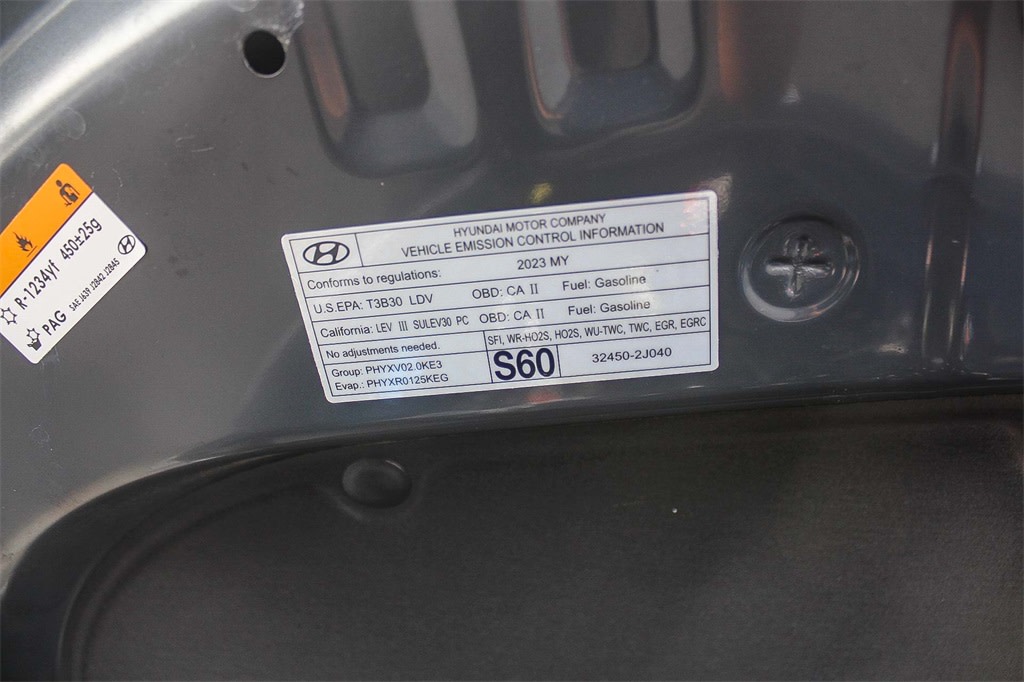 R-1234yf 450±25g
PAG SAE J639 J2842 J2845
HYUNDAI MOTOR COMPANY
VEHICLE EMISSION CONTROL INFORMATION
Conforms to regulations: 2023 MY
U.S.EPA: T3B30 LDV OBD: CA II Fuel: Gasoline
California: LEV III SULEV30 PC OBD: CA II Fuel: Gasoline
No adjustments needed. SFI, WR-HO2S, HO2S, WU-TWC, TWC, EGR, EGRC
Group: PHYXV02.0KE3 S60 32450-2J040
Evap.: PHYXR0125KEG